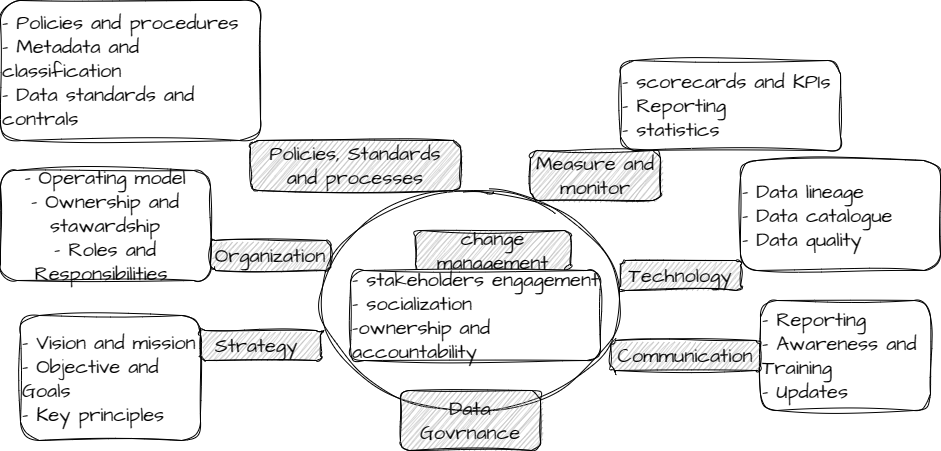 - Policies and procedures
- Metadata and
classification
- Data standards and
contrals
- scorecards and KPIs
- Reporting
- statistics
Policies, Standards
and processes
Measure and
monitor
- Operating model
- Ownership and
stawardship
- Roles and
Responsibilities
- Data lineage
- Data catalogue
- Data quality
Organization
change
management
Technology
- stakeholders engagement
- socialization
-ownership and
accountability
- Vision and mission
- Objective and
Goals
- Key principles
Strategy
Communication
- Reporting
- Awareness and
Training
- Updates
Data
Govrnance